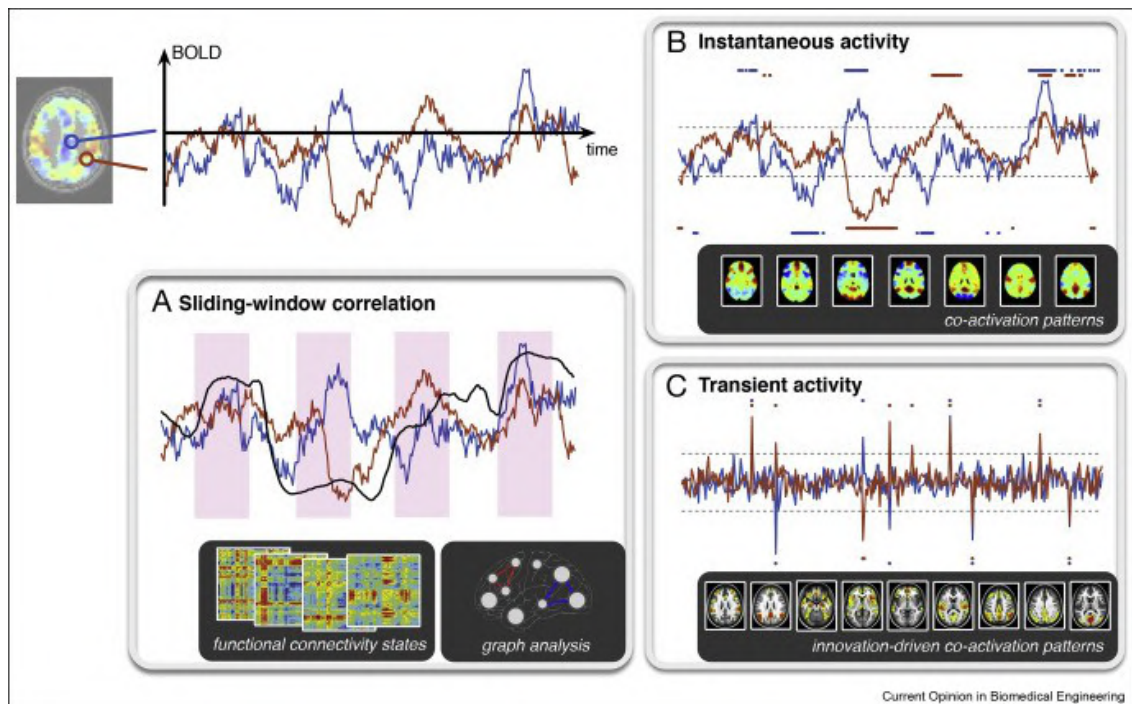 BOLD
time
A Sliding-window correlation
functional connectivity states
graph analysis
B Instantaneous activity
co-activation patterns
C Transient activity
innovation-driven co-activation patterns
Current Opinion in Biomedical Engineering